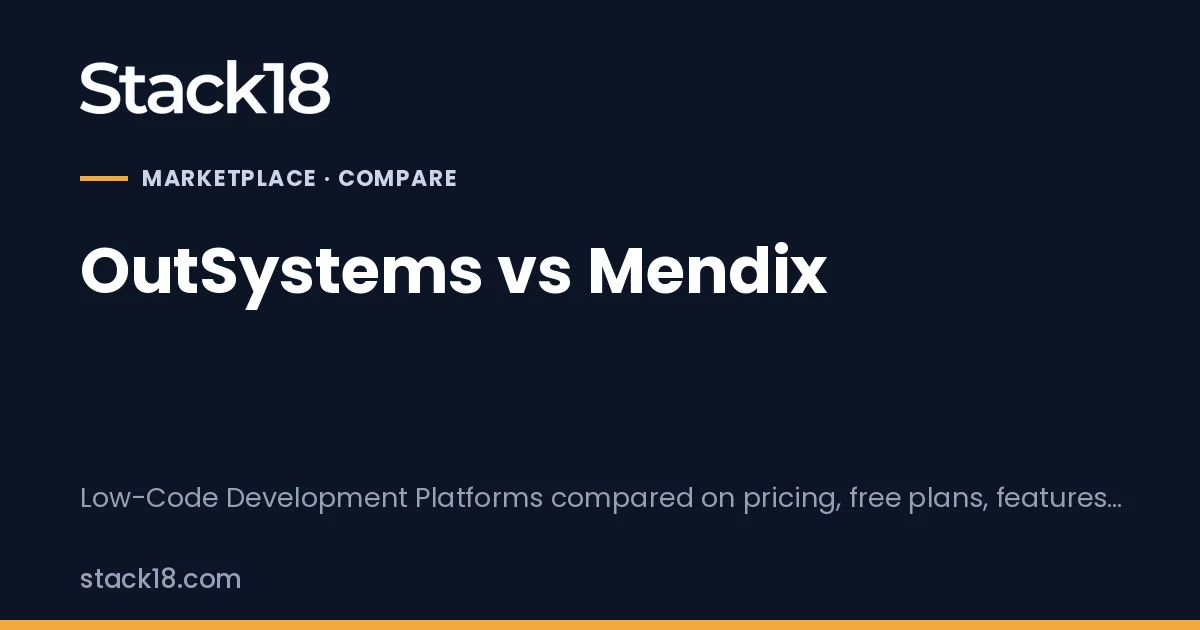 Stack18
MARKETPLACE · COMPARE
OutSystems vs Mendix
Low-Code Development Platforms compared on pricing, free plans, features...
stack18.com